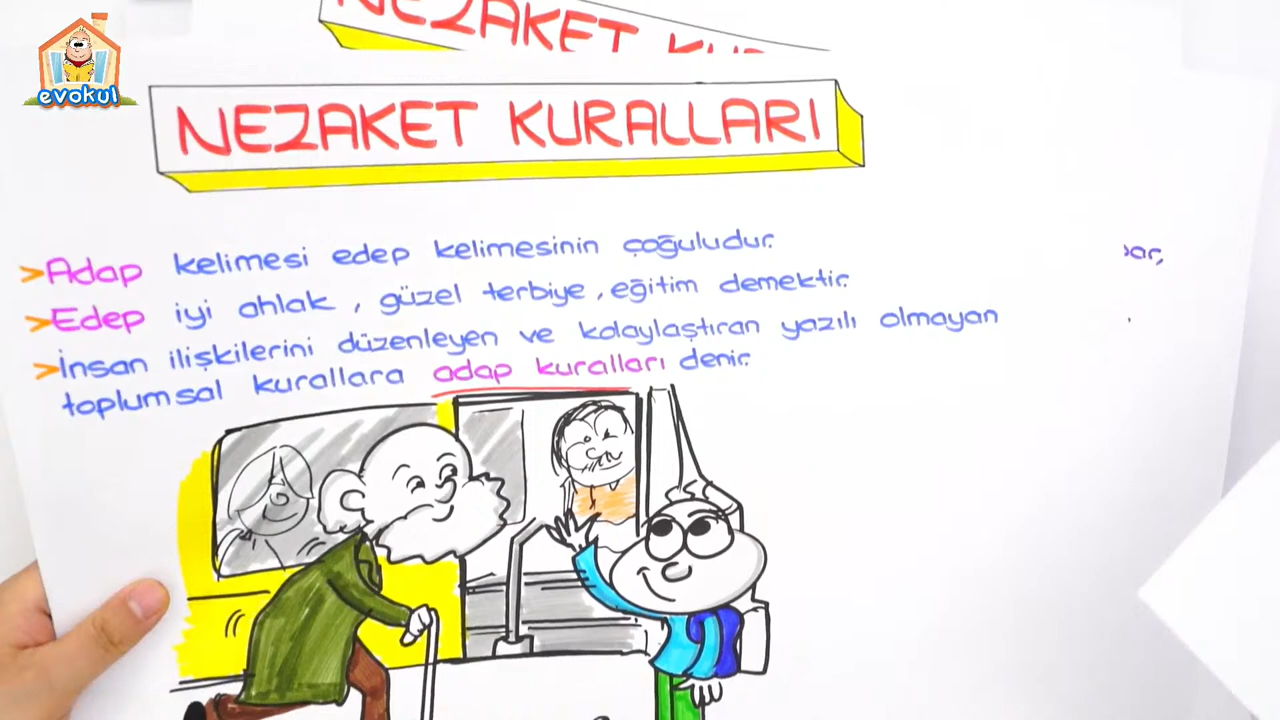 NEZAKET
evokul
NEZAKET KURALLARI
>Adap kelimesi edep kelimesinin çoğuludur.
>Edep iyi ahlak, güzel terbiye, eğitim demektir.
>İnsan ilişkilerini düzenleyen ve kolaylaştıran yazılı olmayan
toplumsal kurallara adap kuralları denir.